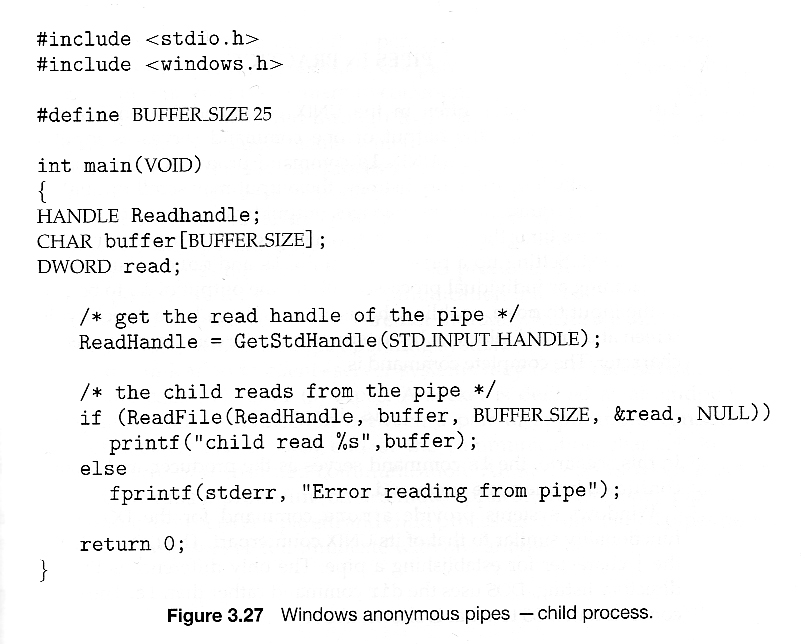 #include <stdio.h>
#include <windows.h>
#define BUFFER_SIZE 25
int main(VOID)
{
HANDLE Readhandle;
CHAR buffer[BUFFER_SIZE];
DWORD read;
/* get the read handle of the pipe */
ReadHandle = GetStdHandle(STD_INPUT_HANDLE);
/* the child reads from the pipe */
if (ReadFile(ReadHandle, buffer, BUFFER_SIZE, &read, NULL))
printf("child read %s",buffer);
else
fprintf(stderr, "Error reading from pipe");
return 0;
}
Figure 3.27 Windows anonymous pipes — child process.